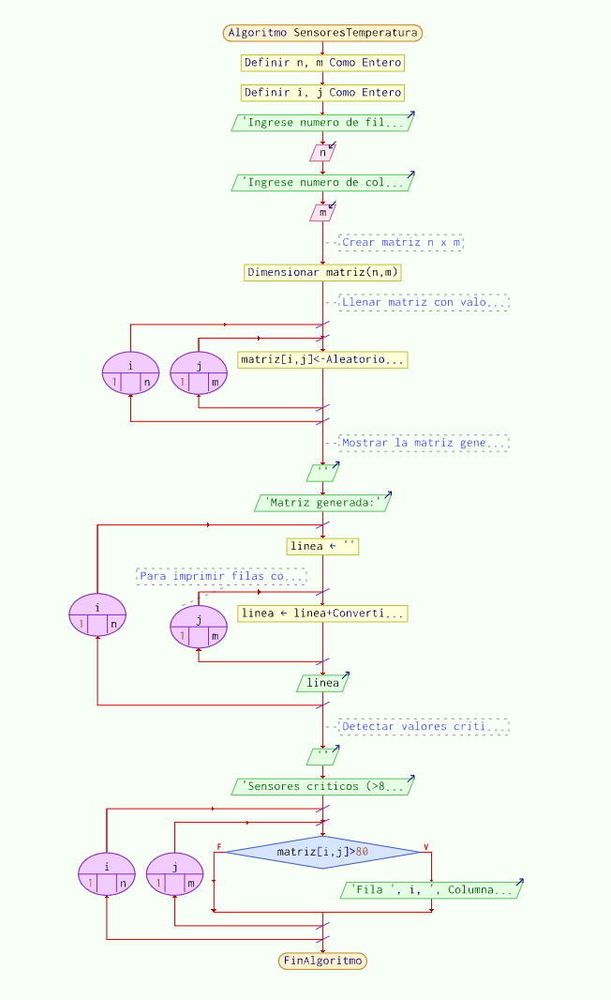 Algoritmo SensoresTemperatura
Definir n, m Como Entero
Definir i, j Como Entero
'Ingrese numero de fil...
n
'Ingrese numero de col...
m
Crear matriz n x m
Dimensionar matriz(n,m)
Llenar matriz con valo...
i
1 n
j
1 m
matriz[i,j]<-Aleatorio...
Mostrar la matriz gene...
''
'Matriz generada:'
linea ← ''
Para imprimir filas co...
i
1 n
j
1 m
linea ← linea+Converti...
linea
Detectar valores críti...
''
'Sensores criticos (>8...
i
1 n
j
1 m
F
matriz[i,j]>80
V
'Fila ', i, ', Columna...
FinAlgoritmo